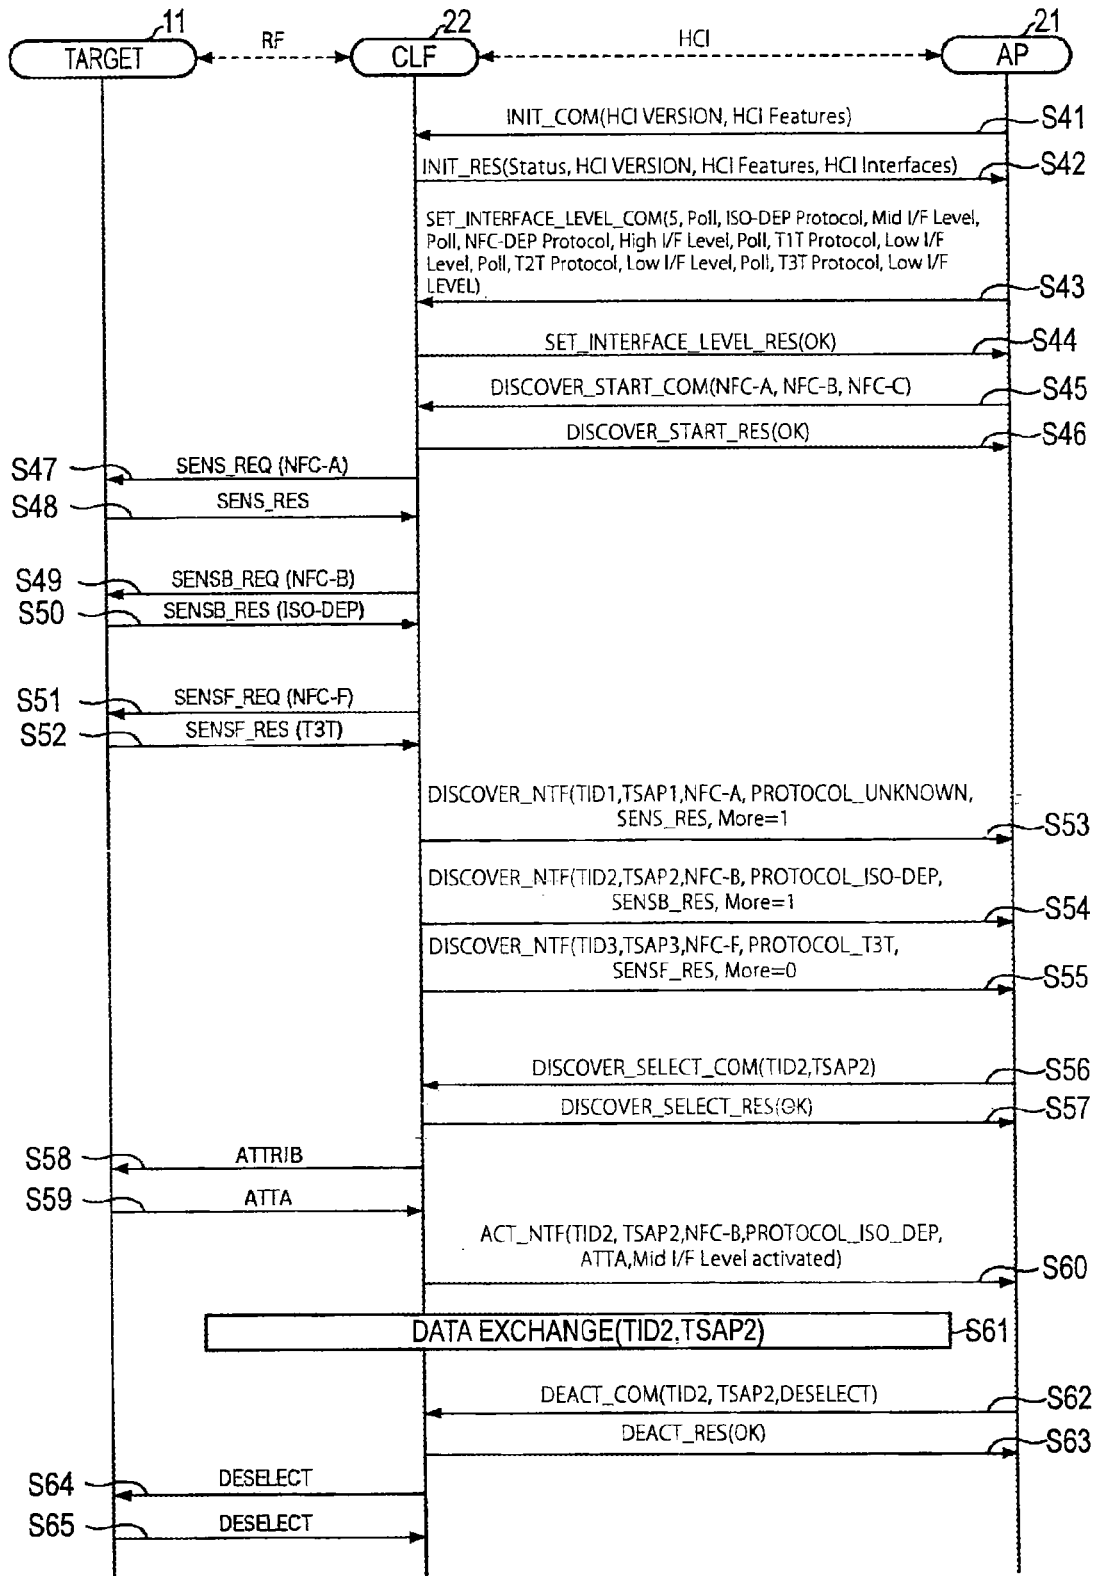 11
22
21
TARGET
RF
CLF
HCI
AP
INIT_COM(HCI VERSION, HCI Features)
S41
INIT_RES(Status, HCI VERSION, HCI Features, HCI Interfaces)
S42
SET_INTERFACE_LEVEL_COM(5, Poll, ISO-DEP Protocol, Mid I/F Level,
Poll, NFC-DEP Protocol, High I/F Level, Poll, T1T Protocol, Low I/F
Level, Poll, T2T Protocol, Low I/F Level, Poll, T3T Protocol, Low I/F
LEVEL)
S43
SET_INTERFACE_LEVEL_RES(OK)
S44
DISCOVER_START_COM(NFC-A, NFC-B, NFC-C)
S45
DISCOVER_START_RES(OK)
S46
S47
SENS_REQ (NFC-A)
S48
SENS_RES
S49
SENSB_REQ (NFC-B)
S50
SENSB_RES (ISO-DEP)
S51
SENSF_REQ (NFC-F)
S52
SENSF_RES (T3T)
DISCOVER_NTF(TID1,TSAP1,NFC-A, PROTOCOL_UNKNOWN,
SENS_RES, More=1
S53
DISCOVER_NTF(TID2,TSAP2,NFC-B, PROTOCOL_ISO-DEP,
SENSB_RES, More=1
S54
DISCOVER_NTF(TID3,TSAP3,NFC-F, PROTOCOL_T3T,
SENSF_RES, More=0
S55
DISCOVER_SELECT_COM(TID2,TSAP2)
S56
DISCOVER_SELECT_RES(OK)
S57
S58
ATTRIB
S59
ATTA
ACT_NTF(TID2, TSAP2,NFC-B,PROTOCOL_ISO_DEP,
ATTA,Mid I/F Level activated)
S60
DATA EXCHANGE(TID2,TSAP2)
S61
DEACT_COM(TID2, TSAP2,DESELECT)
S62
DEACT_RES(OK)
S63
S64
DESELECT
S65
DESELECT